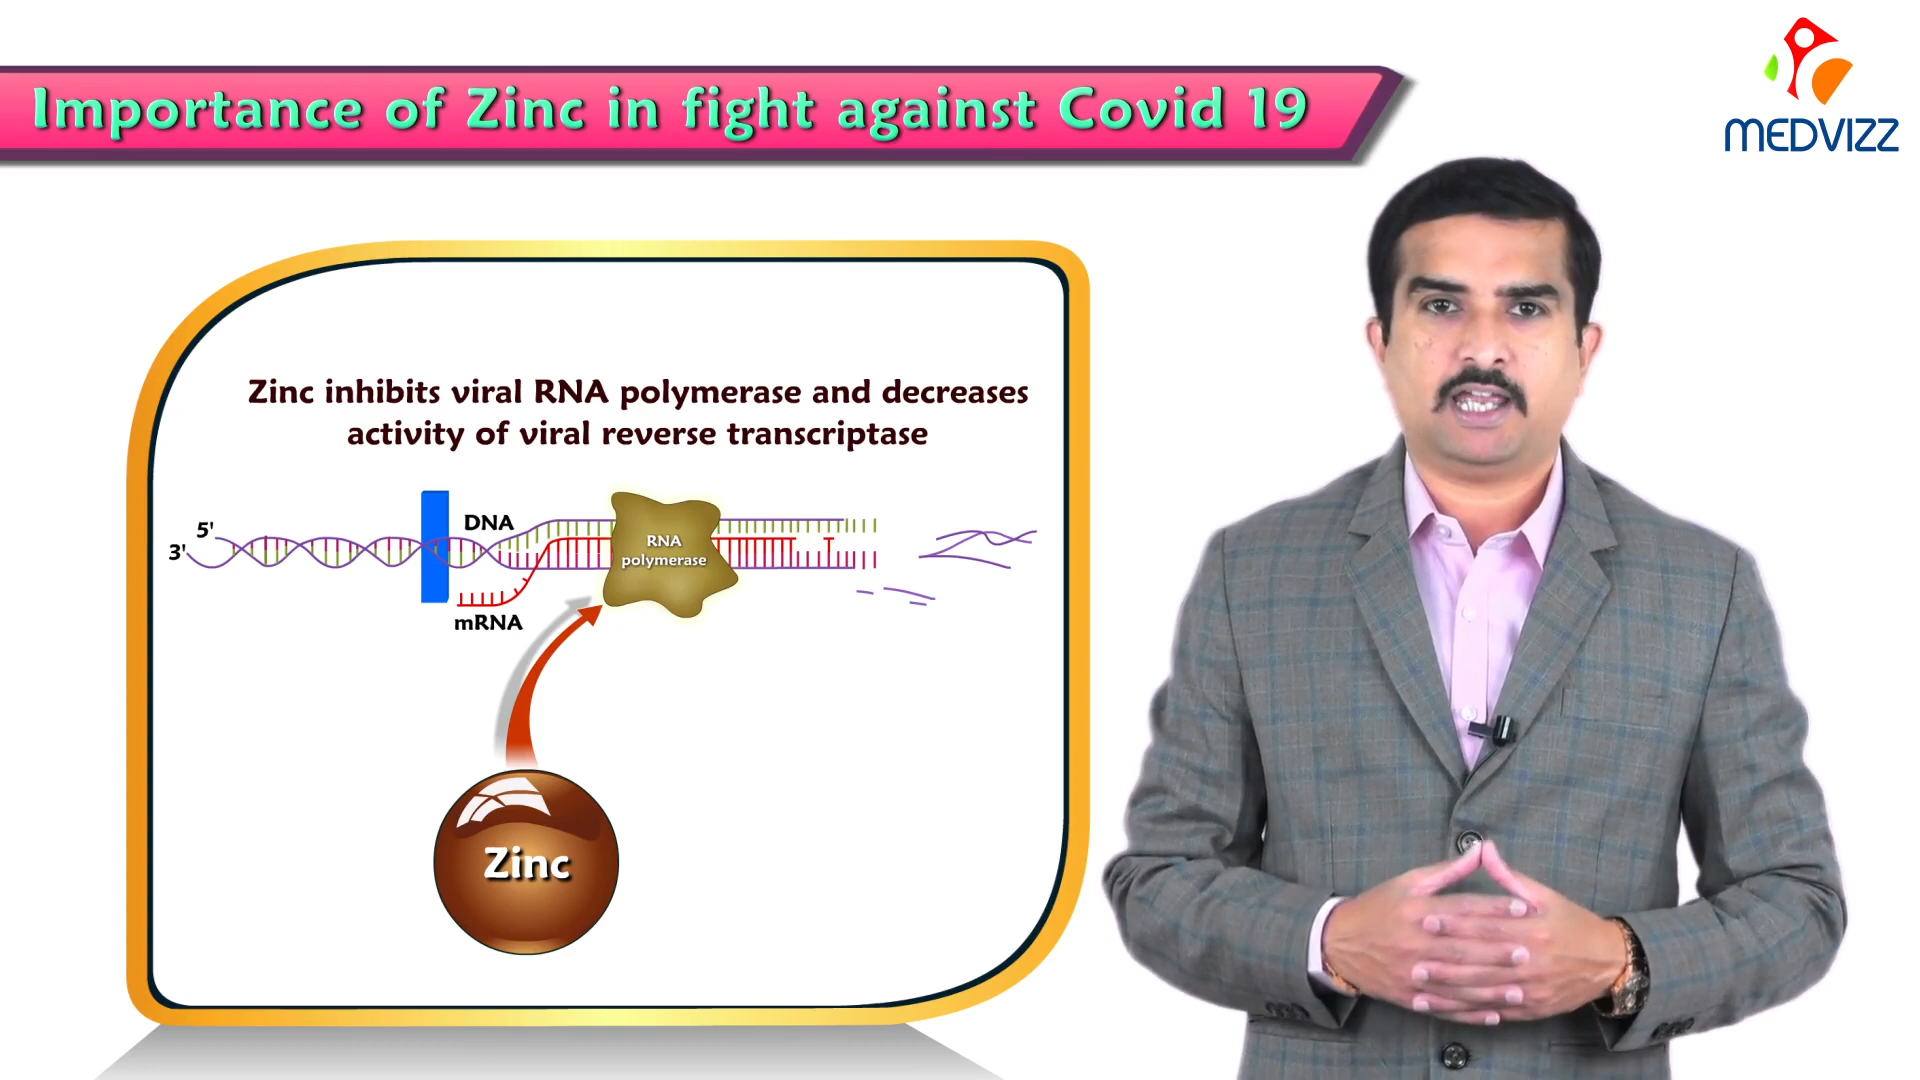 Importance of Zinc in fight against Covid 19
MEDVIZZ
Zinc inhibits viral RNA polymerase and decreases
activity of viral reverse transcriptase
5'
3'
DNA
RNA
polymerase
mRNA
Zinc